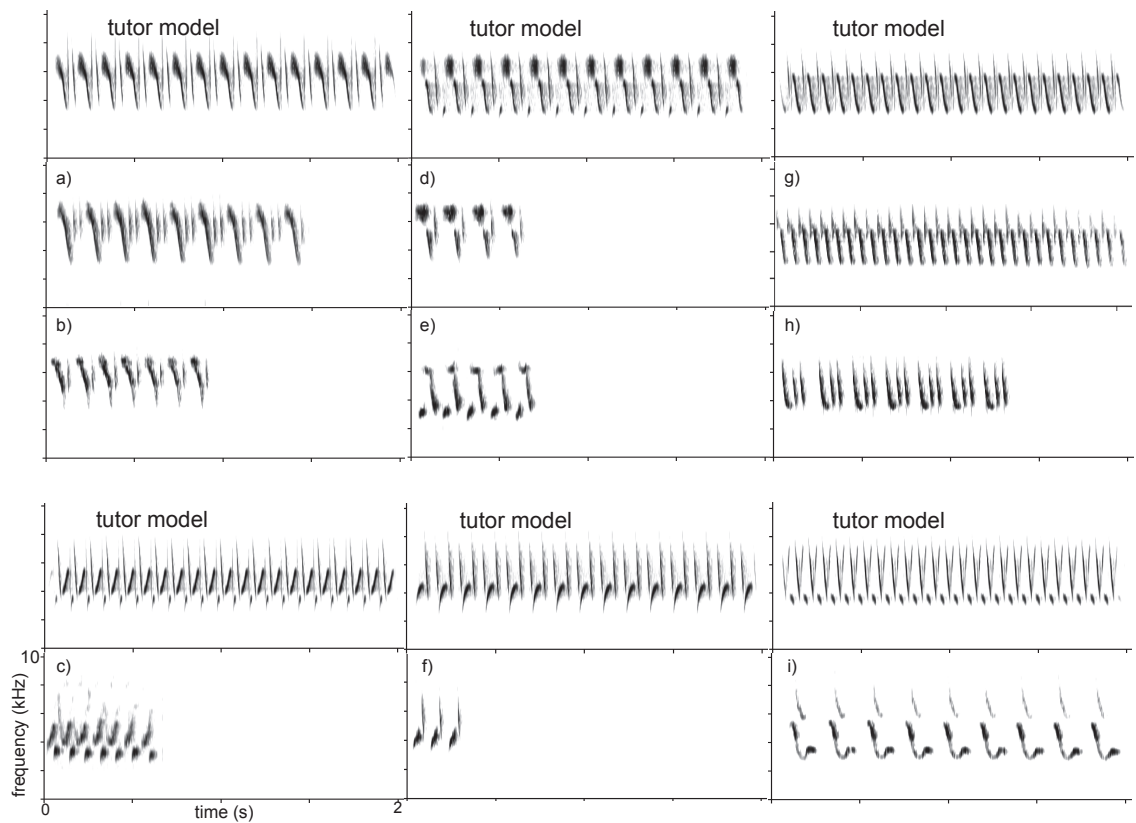 tutor model tutor model tutor model
a) d) g)
b) e) h)
tutor model tutor model tutor model
10
c) f) i)
frequency (kHz)
0 time (s) 2